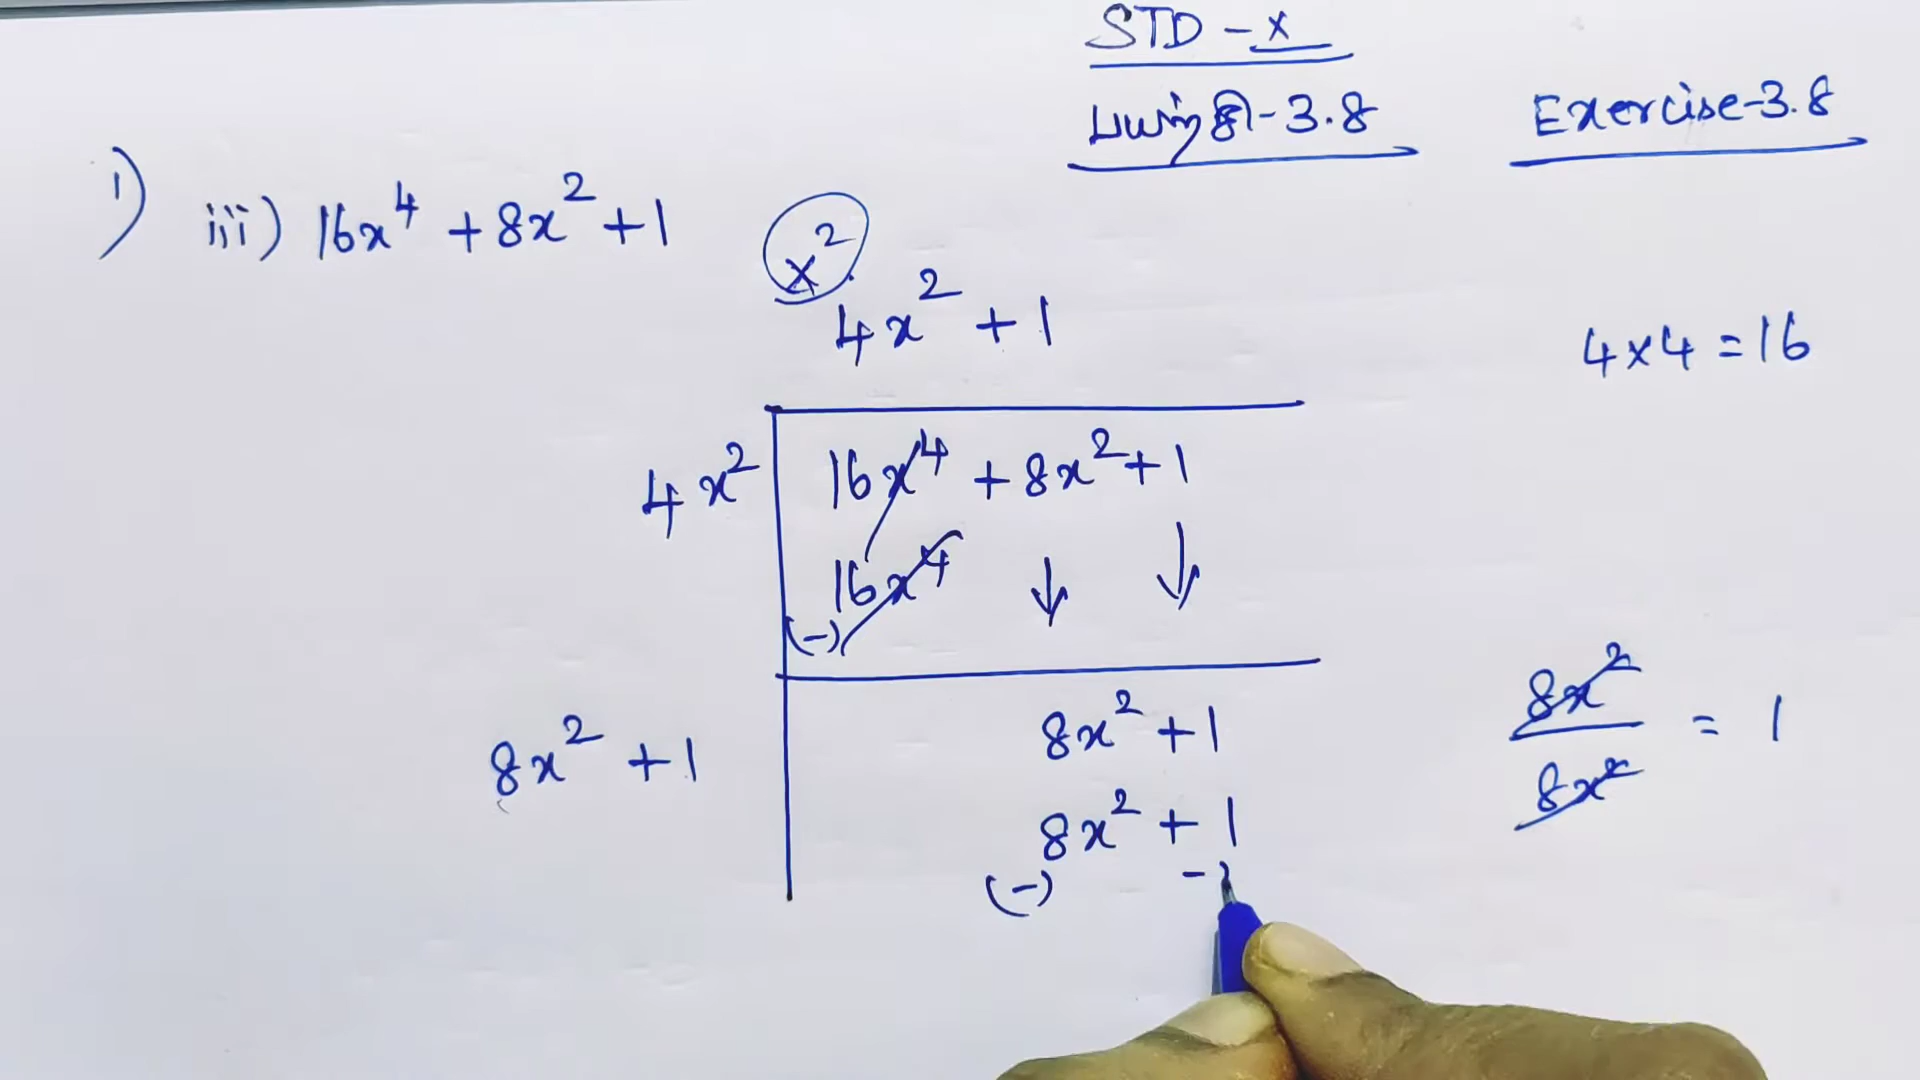 STD - X
பயிற்சி - 3.8
Exercise - 3.8
1) iii) 16x⁴ + 8x² + 1
x²
4x² + 1
4 × 4 = 16
4x² 16x⁴ + 8x² + 1
16x⁴
(-)
8x² + 1 8x² + 1
8x²/8x² = 1
8x² + 1
(-) -)